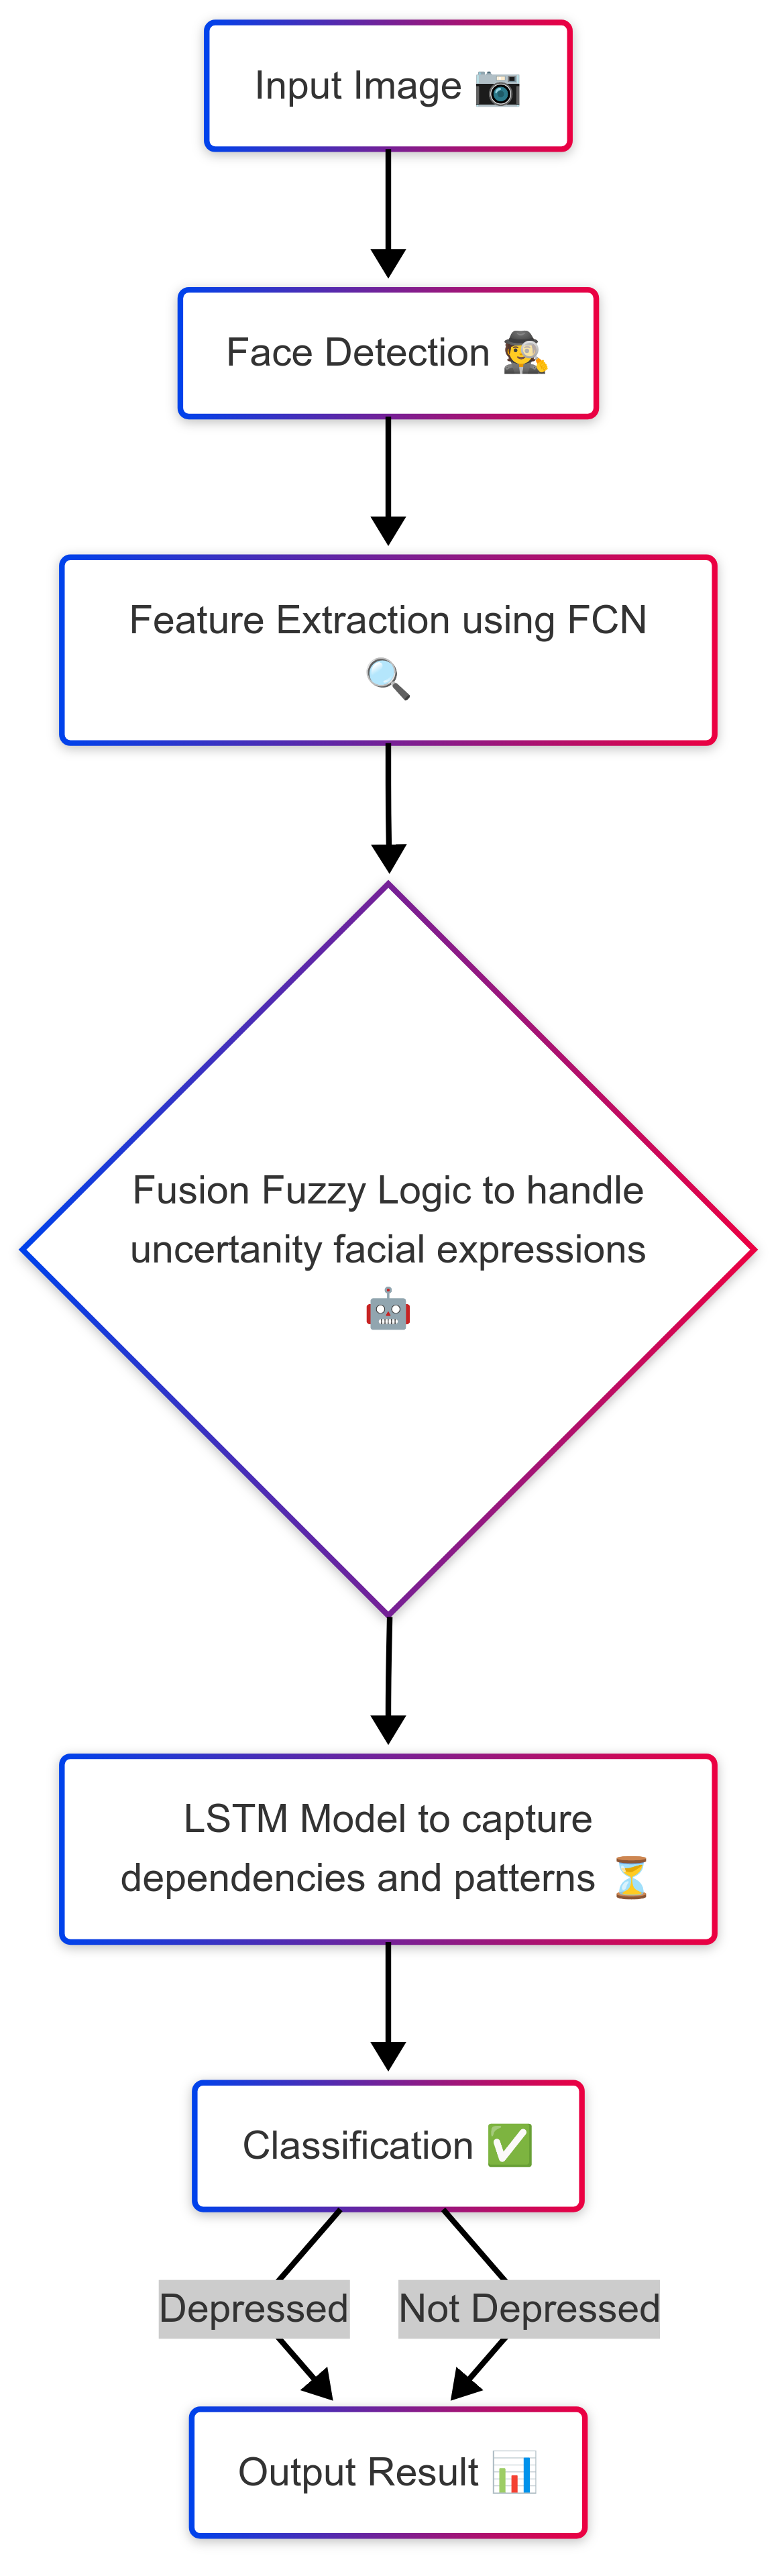 Input Image 📷
Face Detection 🕵️
Feature Extraction using FCN
🔍
Fusion Fuzzy Logic to handle
uncertanity facial expressions
🤖
LSTM Model to capture
dependencies and patterns ⏳
Classification ✅
Depressed
Not Depressed
Output Result 📊